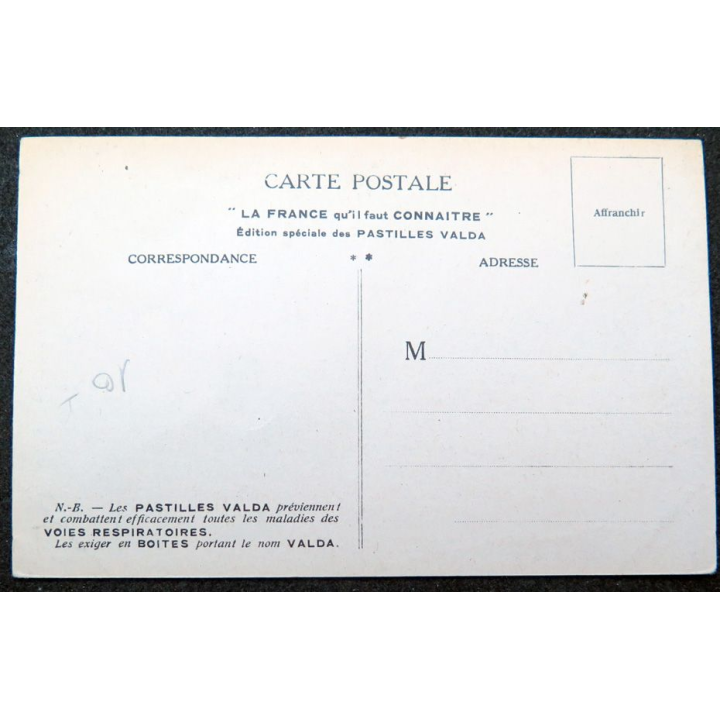 CARTE POSTALE
" LA FRANCE qu'il faut CONNAITRE "
Édition spéciale des PASTILLES VALDA
Affranchir
CORRESPONDANCE
* *
ADRESSE
M
N.-B. — Les PASTILLES VALDA préviennent
et combattent efficacement toutes les maladies des
VOIES RESPIRATOIRES.
Les exiger en BOITES portant le nom VALDA.